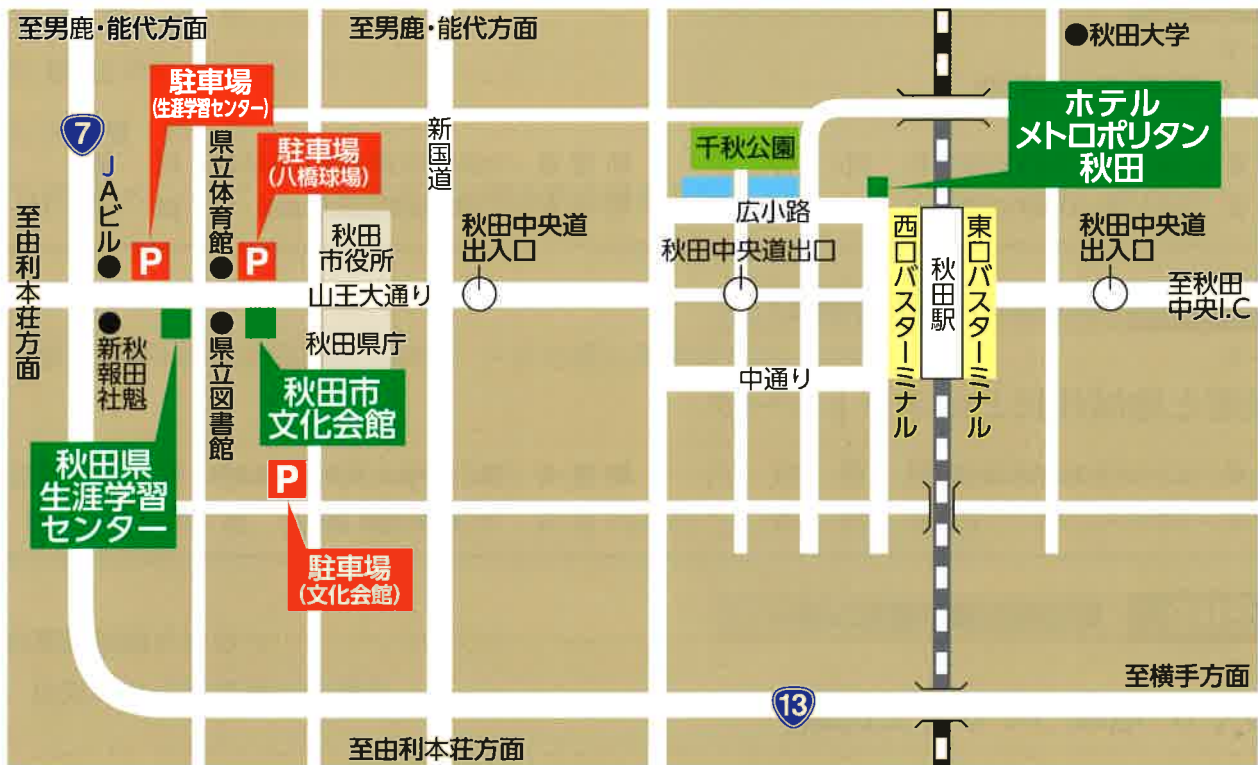 至男鹿・能代方面
至男鹿・能代方面
●秋田大学
駐車場
(生涯学習センター)
ホテル
メトロポリタン
秋田
7
新国道
駐車場
(八橋球場)
千秋公園
JAビル
県立体育館
至由利本荘方面
広小路
秋田
市役所
秋田中央道
出入口
秋田中央道出口
西口バスターミナル
秋田駅
東口バスターミナル
秋田中央道
出入口
P
P
至秋田
中央I.C
山王大通り
秋田魁
新報社
県立図書館
秋田県庁
中通り
秋田市
文化会館
秋田県
生涯学習
センター
P
駐車場
(文化会館)
至横手方面
13
至由利本荘方面